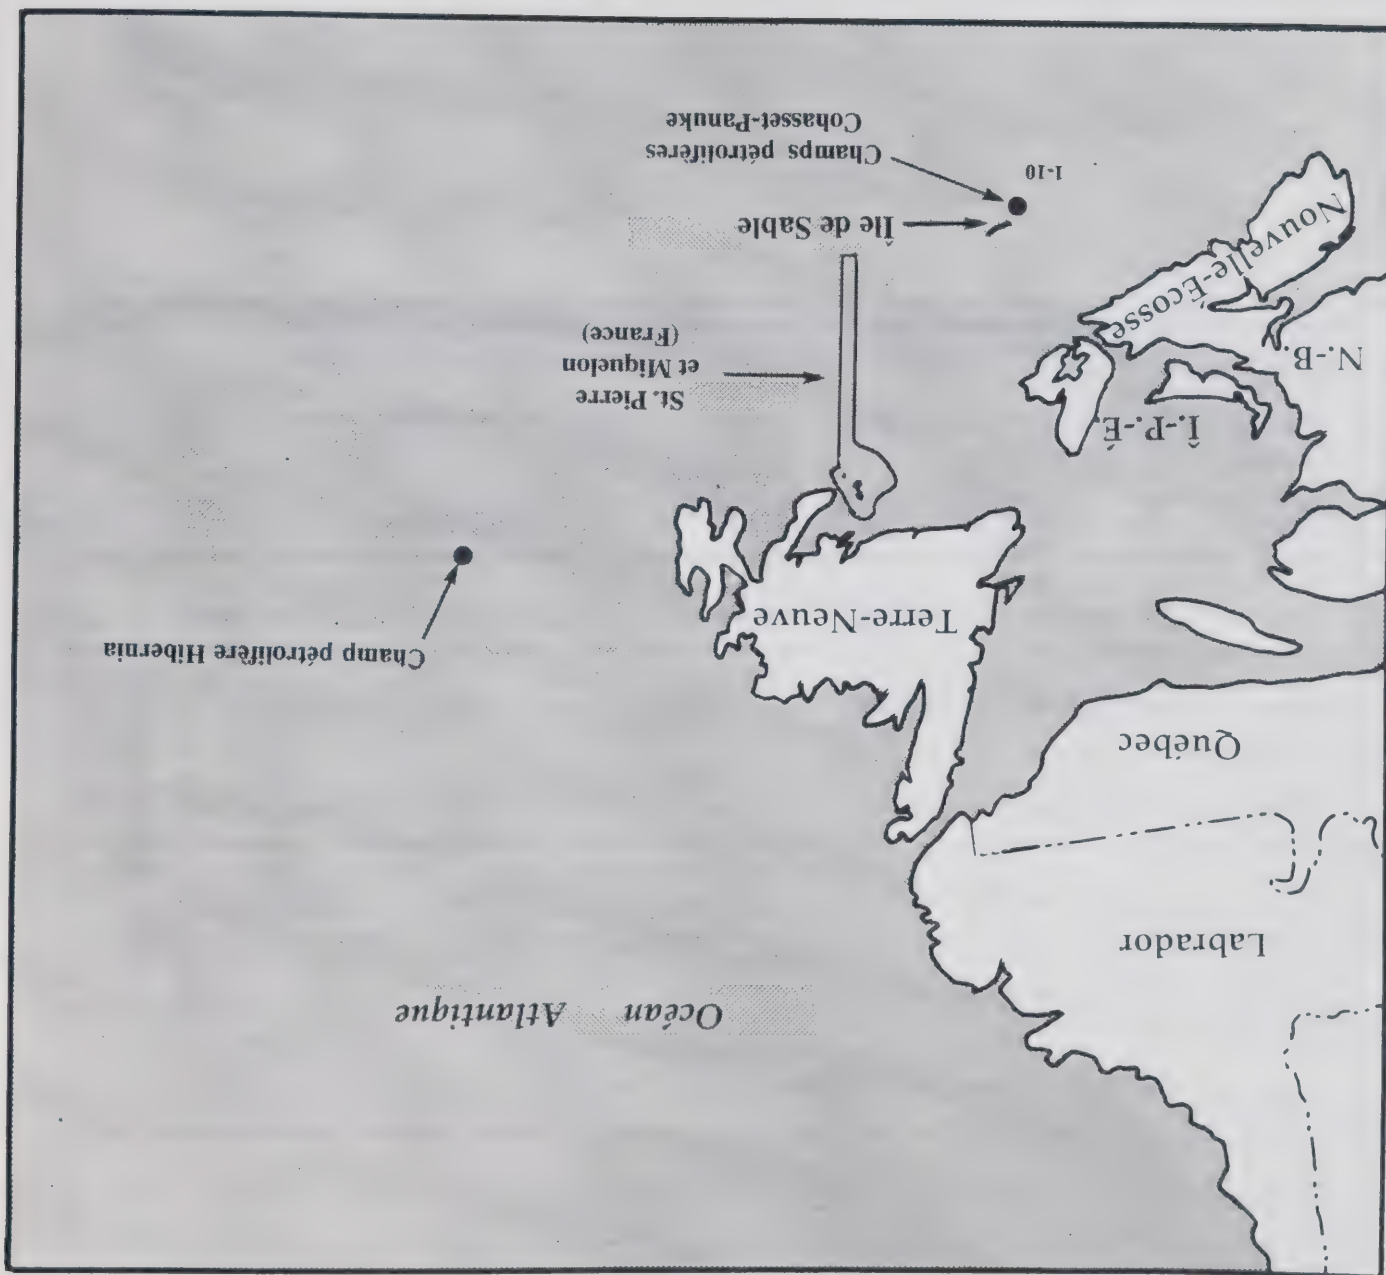 Océan Atlantique
Labrador
Québec
Champ pétrolifère Hibernia
Terre-Neuve
Î.-P.-É.
St. Pierre
et Miquelon
(France)
N.-B.
Nouvelle-Écosse
Île de Sable
Champs pétrolifères
Cohasset-Panuke
1-10